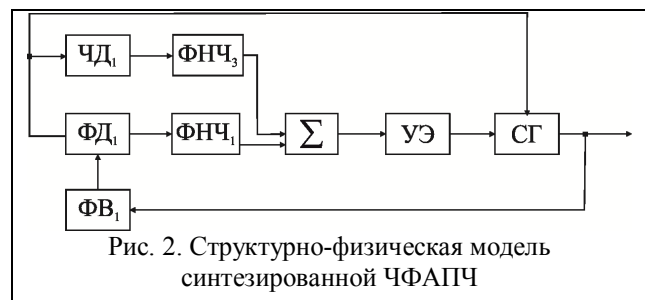 ЧД₁ ФНЧ₃
ФД₁ ФНЧ₁ Σ УЭ СГ
ФВ₁
Рис. 2. Структурно-физическая модель
синтезированной ЧФАПЧ